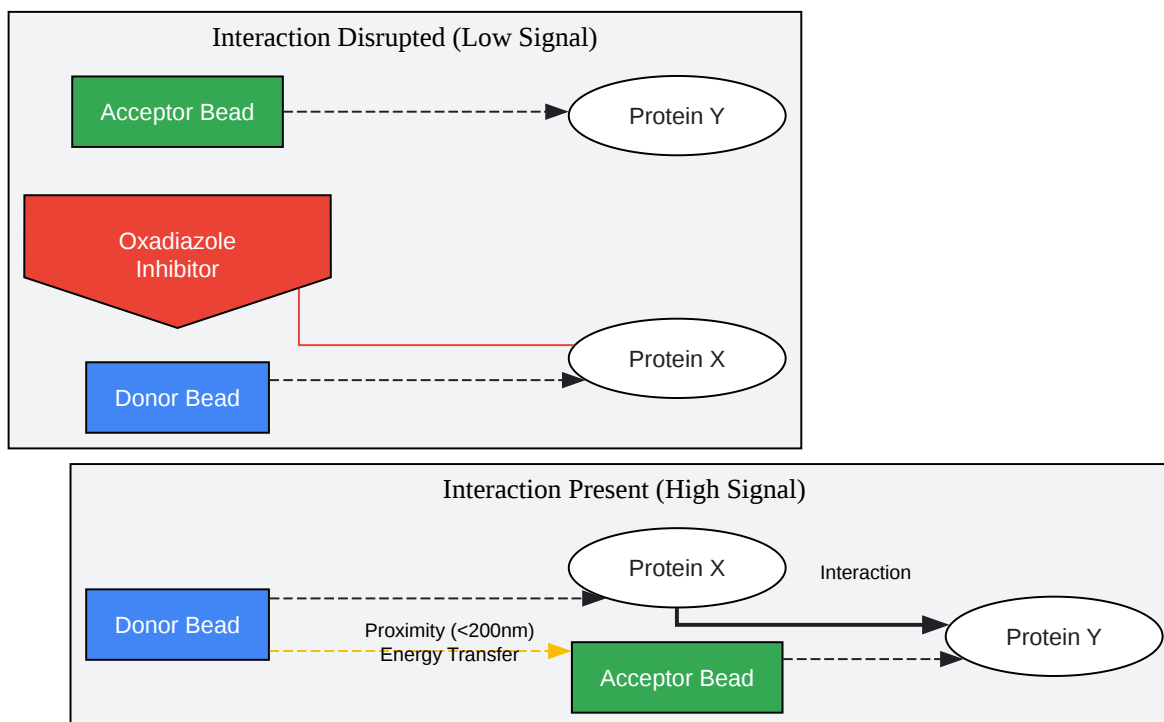 Interaction Disrupted (Low Signal)
Acceptor Bead
Protein Y
Oxadiazole
Inhibitor
Protein X
Donor Bead
Interaction Present (High Signal)
Protein X
Interaction
Donor Bead
Proximity (<200nm)
Energy Transfer
Protein Y
Acceptor Bead